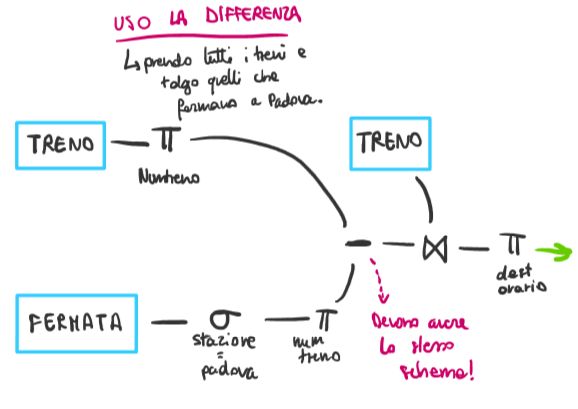 USO LA DIFFERENZA
↳ prendo tutti i treni e
tolgo quelli che
fermano a Padova.
TRENO
π
Numtreno
TRENO
-
⋈
π
dest
orario
FERMATA
σ
stazione
=
padova
π
num
treno
Devono avere
lo stesso
schema!